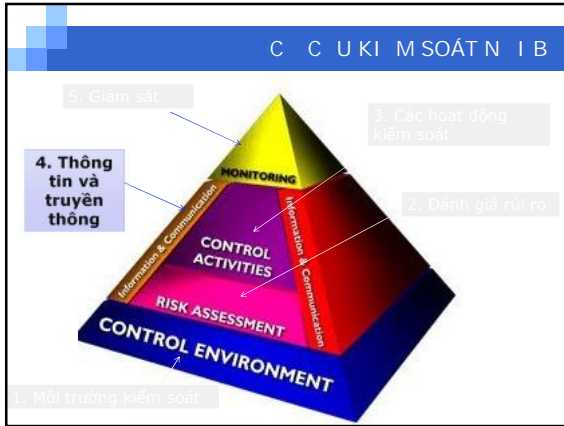 C C U KI M SOÁT N I B
5. Giám sát
3. Các hoạt động
kiểm soát
4. Thông
tin và
truyền
thông
MONITORING
2. Đánh giá rủi ro
Information & Communication
Information & Communication
CONTROL
ACTIVITIES
RISK ASSESSMENT
CONTROL ENVIRONMENT
1. Môi trường kiểm soát